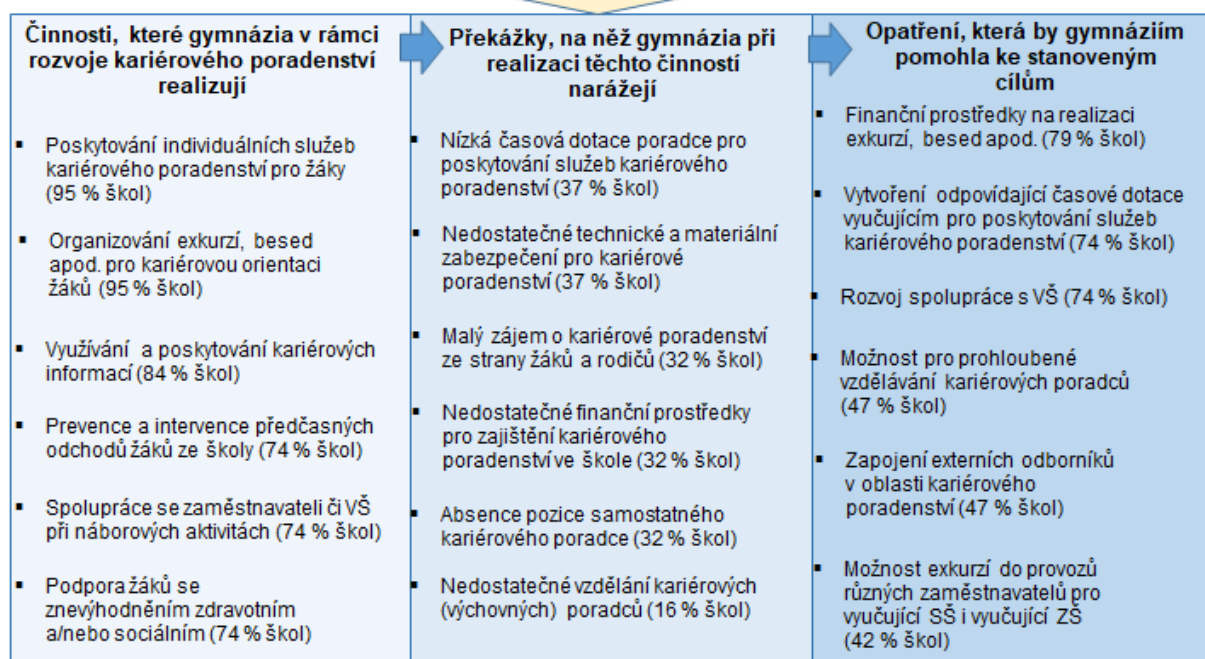 Činnosti, které gymnázia v rámci
rozvoje kariérového poradenství
realizují
▪ Poskytování individuálních služeb
kariérového poradenství pro žáky
(95 % škol)
▪ Organizování exkurzí, besed
apod. pro kariérovou orientaci
žáků (95 % škol)
▪ Využívání a poskytování kariérových
informací (84 % škol)
▪ Prevence a intervence předčasných
odchodů žáků ze školy (74 % škol)
▪ Spolupráce se zaměstnavateli či VŠ
při náborových aktivitách (74 % škol)
▪ Podpora žáků se
znevýhodněním zdravotním
a/nebo sociálním (74 % škol)
Překážky, na něž gymnázia při
realizaci těchto činností
narážejí
▪ Nízká časová dotace poradce pro
poskytování služeb kariérového
poradenství (37 % škol)
▪ Nedostatečné technické a materiální
zabezpečení pro kariérové
poradenství (37 % škol)
▪ Malý zájem o kariérové poradenství
ze strany žáků a rodičů (32 % škol)
▪ Nedostatečné finanční prostředky
pro zajištění kariérového
poradenství ve škole (32 % škol)
▪ Absence pozice samostatného
kariérového poradce (32 % škol)
▪ Nedostatečné vzdělání kariérových
(výchovných) poradců (16 % škol)
Opatření, která by gymnáziím
pomohla ke stanoveným
cílům
▪ Finanční prostředky na realizaci
exkurzí, besed apod. (79 % škol)
▪ Vytvoření odpovídající časové dotace
vyučujícím pro poskytování služeb
kariérového poradenství (74 % škol)
▪ Rozvoj spolupráce s VŠ (74 % škol)
▪ Možnost pro prohloubené
vzdělávání kariérových poradců
(47 % škol)
▪ Zapojení externích odborníků
v oblasti kariérového
poradenství (47 % škol)
▪ Možnost exkurzí do provozů
různých zaměstnavatelů pro
vyučující SŠ i vyučující ZŠ
(42 % škol)